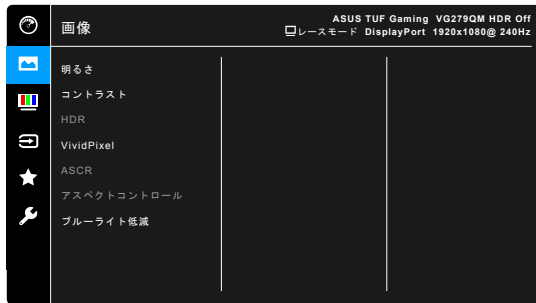 画像
ASUS TUF Gaming VG279QM HDR Off
レースモード DisplayPort 1920x1080@ 240Hz
明るさ
コントラスト
HDR
VividPixel
ASCR
アスペクトコントロール
ブルーライト低減